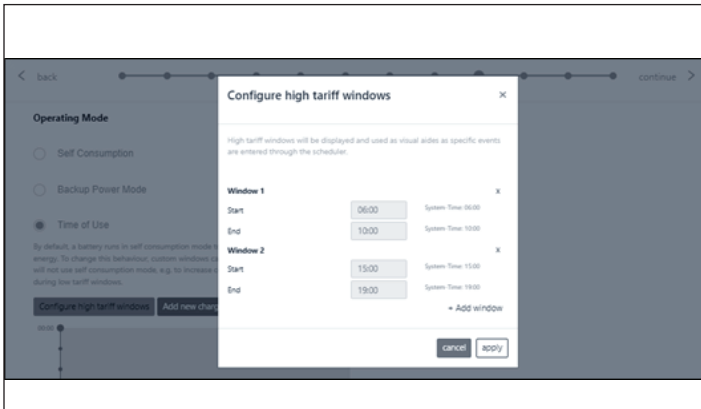 back
continue
Operating Mode
Self Consumption
Backup Power Mode
Time of Use
By default, a battery runs in self consumption mode
energy. To change this behaviour, custom windows
will not use self consumption mode, e.g. to increase
during low tariff windows.
Configure high tariff windows Add new charg
00:00
Configure high tariff windows ×
High tariff windows will be displayed and used as visual aides as specific events
are entered through the scheduler.
Window 1 x
Start 06:00 System-Time: 06:00
End 10:00 System-Time: 10:00
Window 2 x
Start 15:00 System-Time: 15:00
End 19:00 System-Time: 19:00
+ Add window
cancel apply